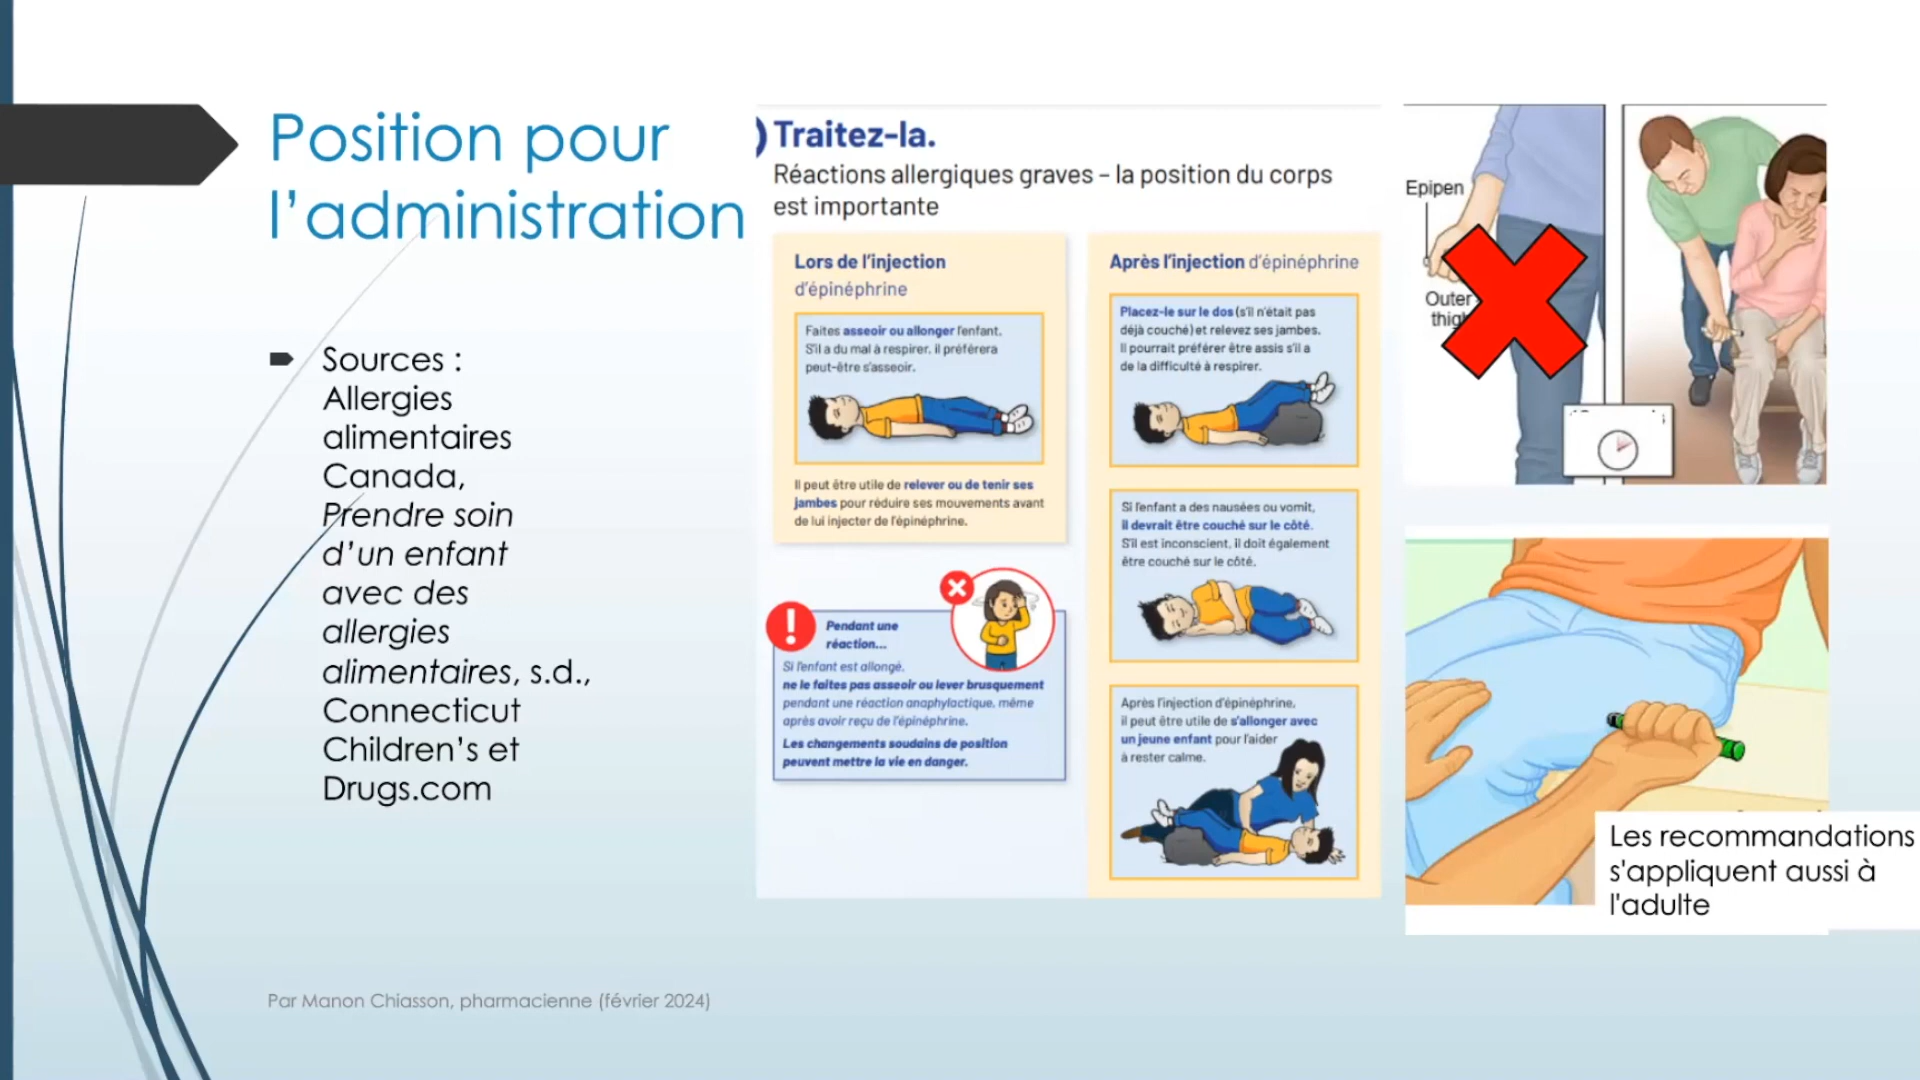 Position pour
l’administration
Sources :
Allergies
alimentaires
Canada,
Prendre soin
d’un enfant
avec des
allergies
alimentaires, s.d.,
Connecticut
Children’s et
Drugs.com
Par Manon Chiasson, pharmacienne (février 2024)
Traitez-la.
Réactions allergiques graves – la position du corps
est importante
Lors de l’injection
d’épinéphrine
Faites asseoir ou allonger l’enfant.
S’il a du mal à respirer, il préférera
peut-être s’asseoir.
Il peut être utile de relever ou de tenir ses
jambes pour réduire ses mouvements avant
de lui injecter de l’épinéphrine.
Pendant une
réaction...
Si l’enfant est allongé,
ne le faites pas asseoir ou lever brusquement
pendant une réaction anaphylactique, même
après avoir reçu de l’épinéphrine.
Les changements soudains de position
peuvent mettre la vie en danger.
Après l’injection d’épinéphrine
Placez-le sur le dos (s’il n’était pas
déjà couché) et relevez ses jambes.
Il pourrait préférer être assis s’il a
de la difficulté à respirer.
Si l’enfant a des nausées ou vomit,
il devrait être couché sur le côté.
S’il est inconscient, il doit également
être couché sur le côté.
Après l’injection d’épinéphrine,
il peut être utile de s’allonger avec
un jeune enfant pour l’aider
à rester calme.
Epipen
Outer
Les recommandations
s'appliquent aussi à
l'adulte